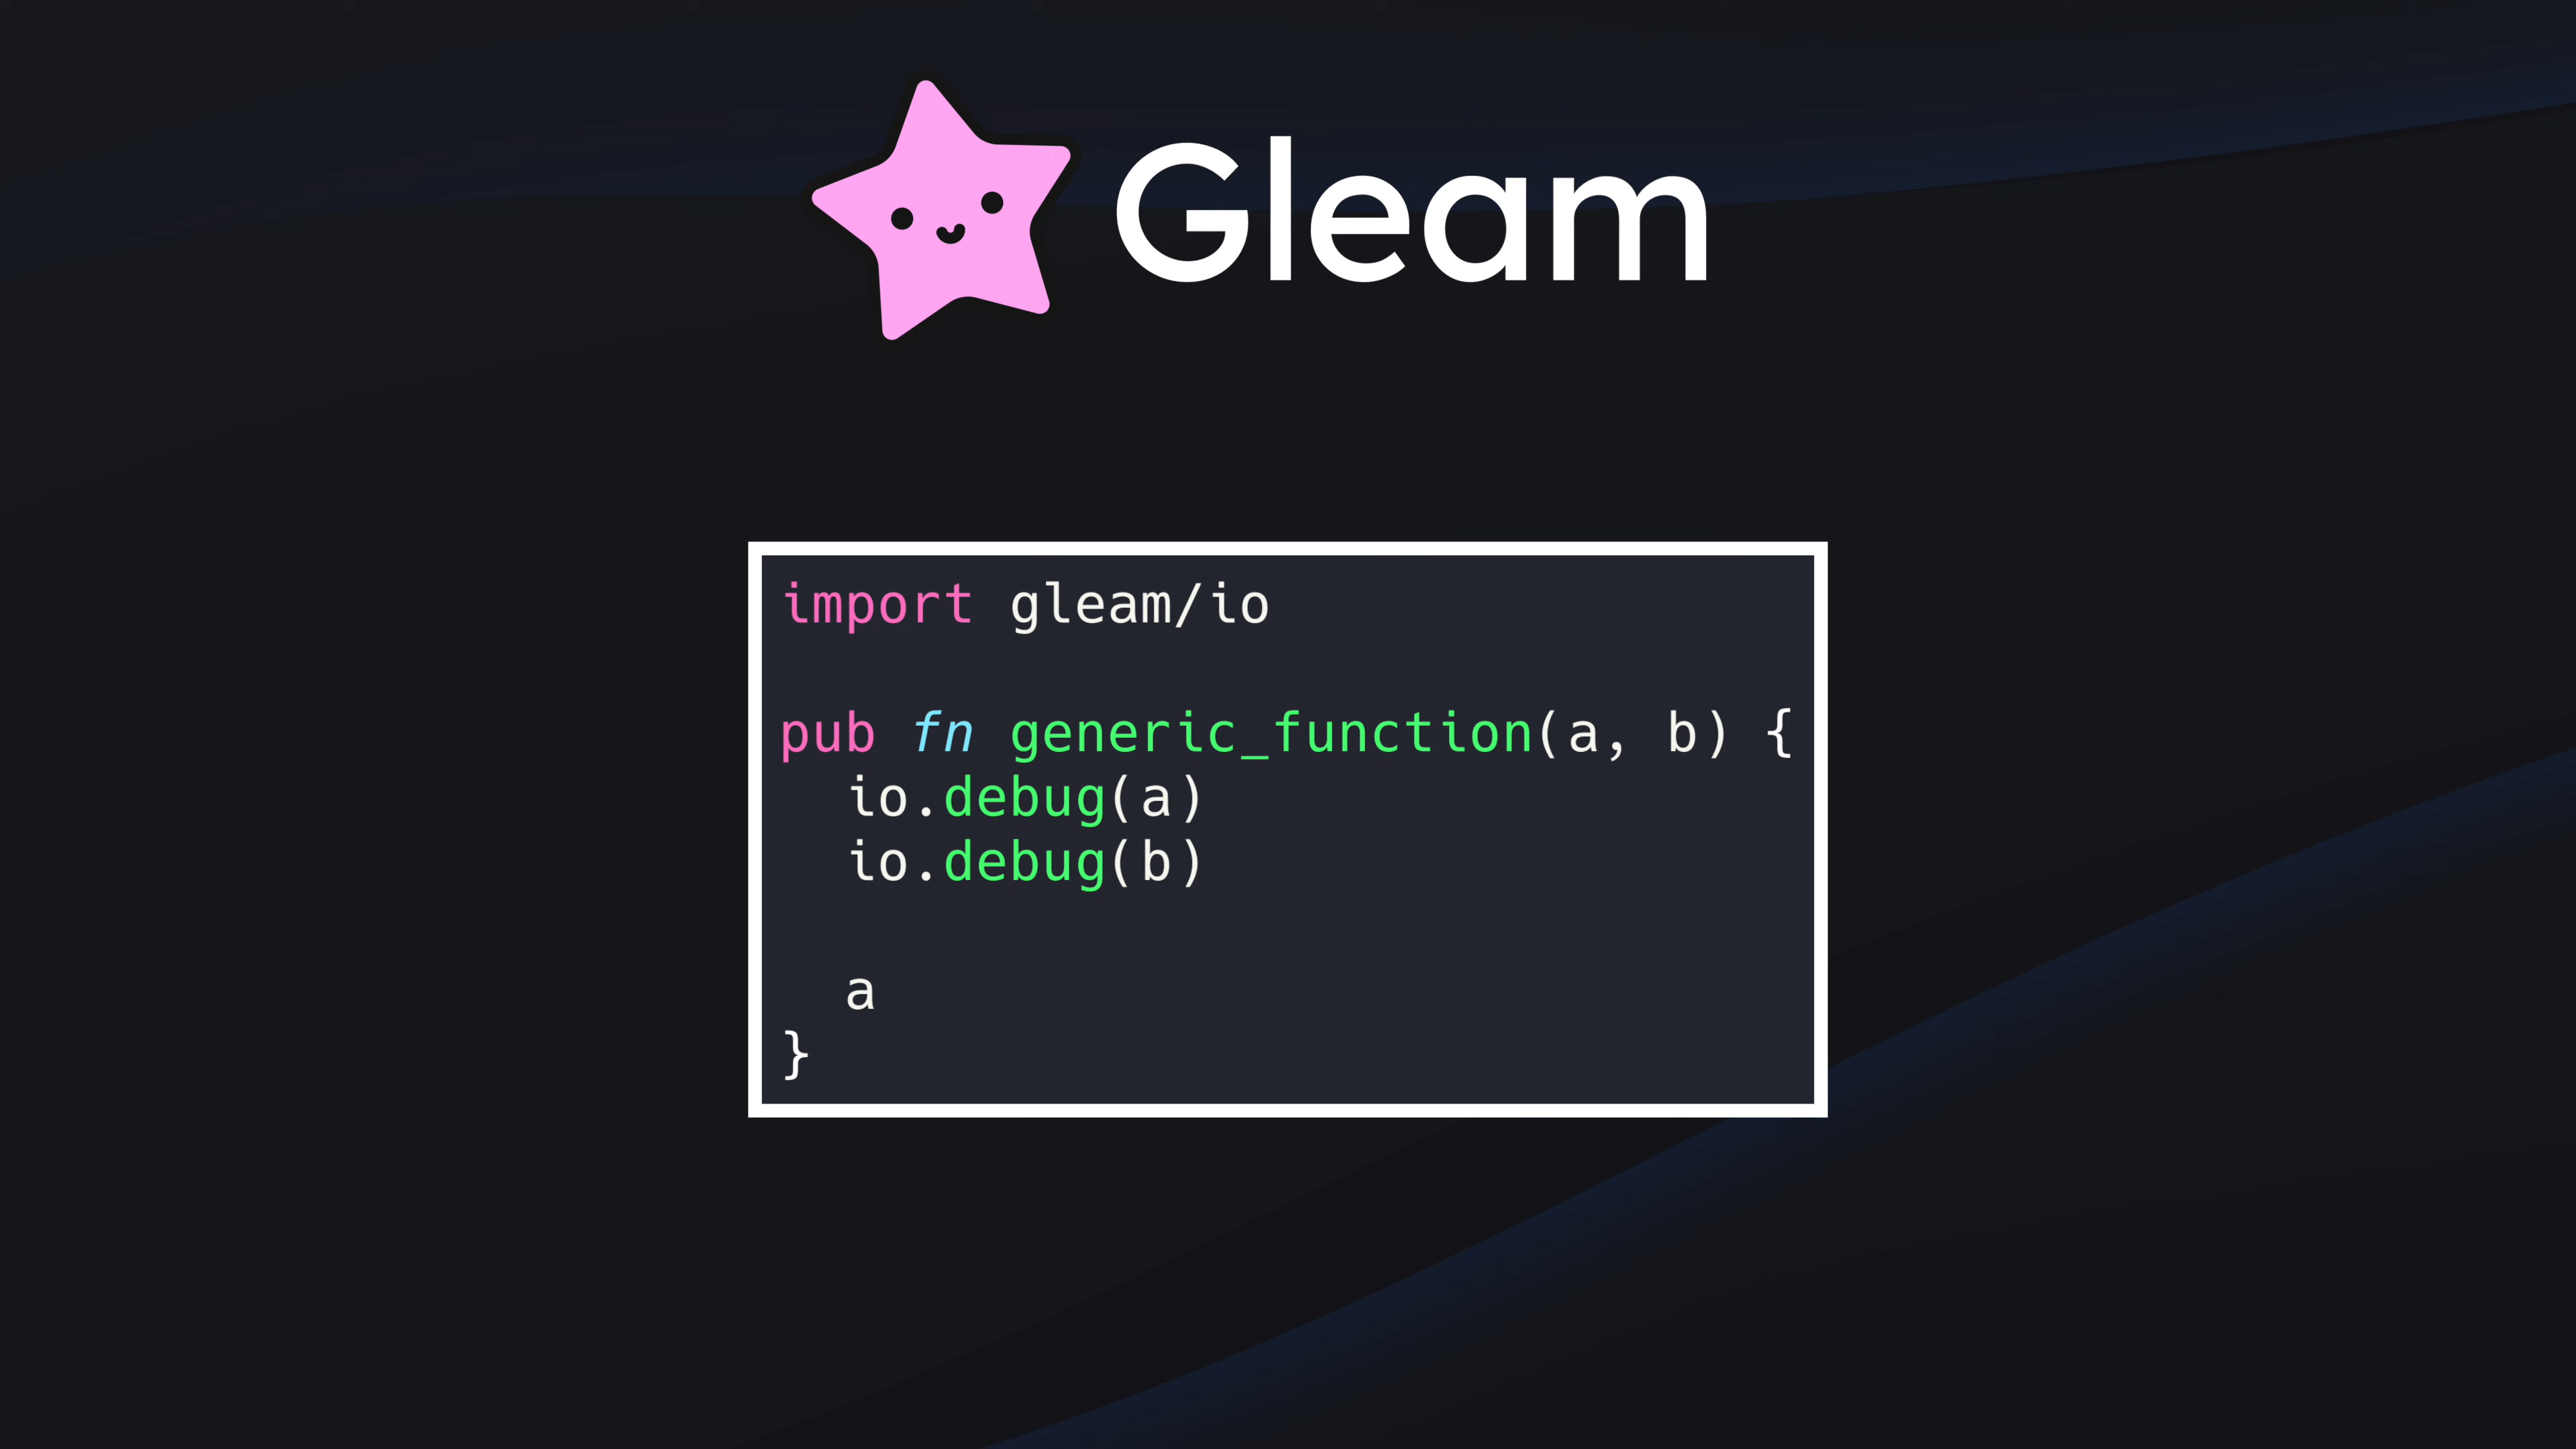 Gleam
import gleam/io
pub fn generic_function(a, b) {
io.debug(a)
io.debug(b)
a
}